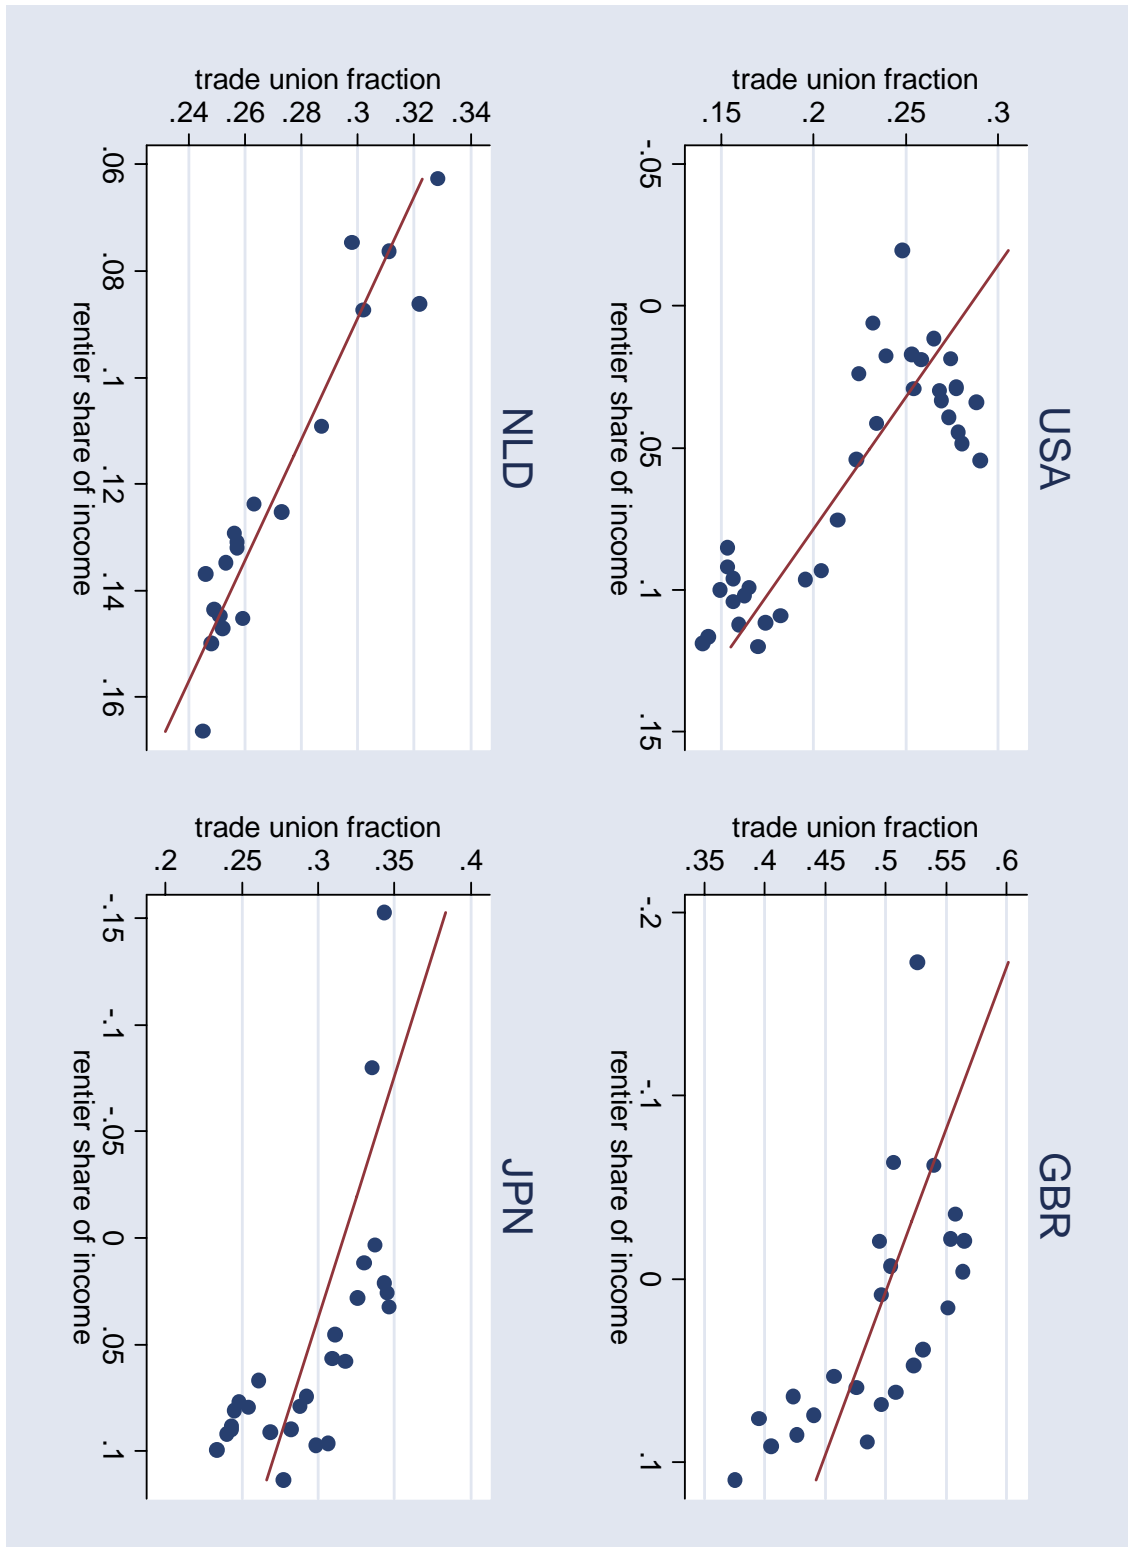 USA
trade union fraction
.15 .2 .25 .3
-.05 0 .05 .1 .15
rentier share of income
GBR
trade union fraction
.35 .4 .45 .5 .55 .6
-.2 -.1 0 .1
rentier share of income
NLD
trade union fraction
.24 .26 .28 .3 .32 .34
.06 .08 .1 .12 .14 .16
rentier share of income
JPN
trade union fraction
.2 .25 .3 .35 .4
-.15 -.1 -.05 0 .05 .1
rentier share of income